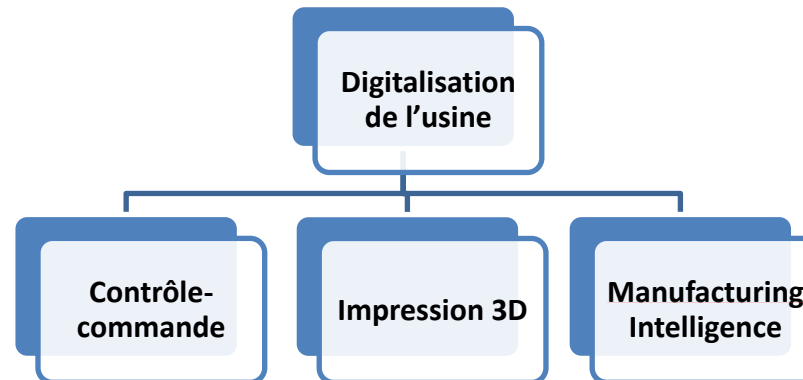 Digitalisation
de l’usine
Contrôle-
commande
Impression 3D
Manufacturing
Intelligence